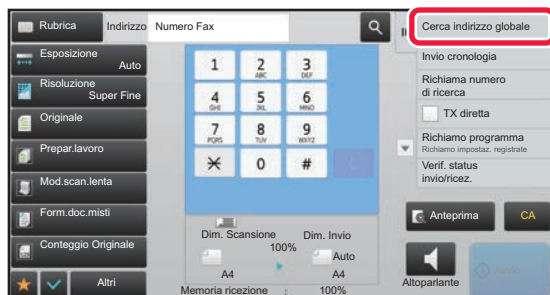 Rubrica
Indirizzo
Numero Fax
Esposizione
Auto
Risoluzione
Super Fine
Originale
Prepar.lavoro
Mod.scan.lenta
Form.doc.misti
Conteggio Originale
Altri
1
2
ABC
3
DEF
4
GHI
5
JKL
6
MNO
7
PQRS
8
TUV
9
WXYZ
0
#
Dim. Scansione
Dim. Invio
100%
Auto
A4
A4
Memoria ricezione : 100%
Cerca indirizzo globale
Invio cronologia
Richiama numero
di ricerca
TX diretta
Richiamo programma
Richiamo impostaz. registrate
Verif. status
invio/ricez.
Anteprima
CA
Altoparlante